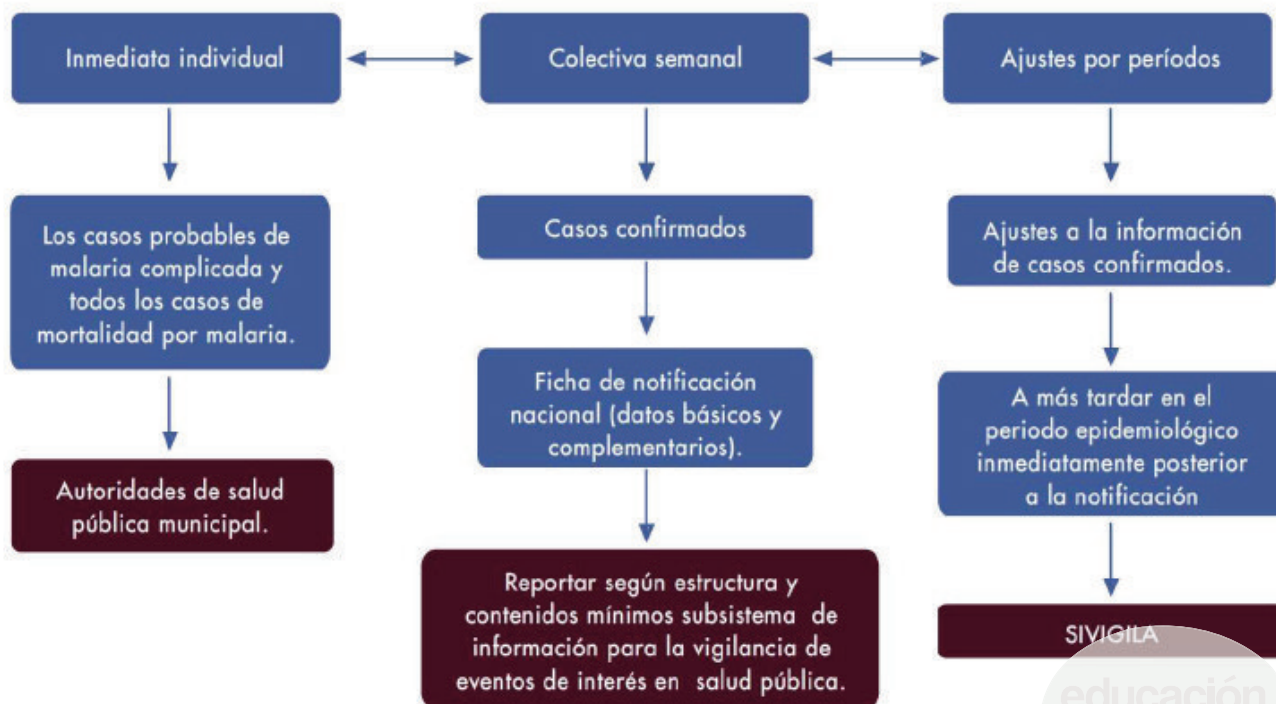 Inmediata individual
Colectiva semanal
Ajustes por períodos
Los casos probables de
malaria complicada y
todos los casos de
mortalidad por malaria.
Autoridades de salud
pública municipal.
Casos confirmados
Ficha de notificación
nacional (datos básicos y
complementarios).
Reportar según estructura y
contenidos mínimos subsistema de
información para la vigilancia de
eventos de interés en salud pública.
Ajustes a la información
de casos confirmados.
A más tardar en el
periodo epidemiológico
inmediatamente posterior
a la notificación
SIVIGILA
educación